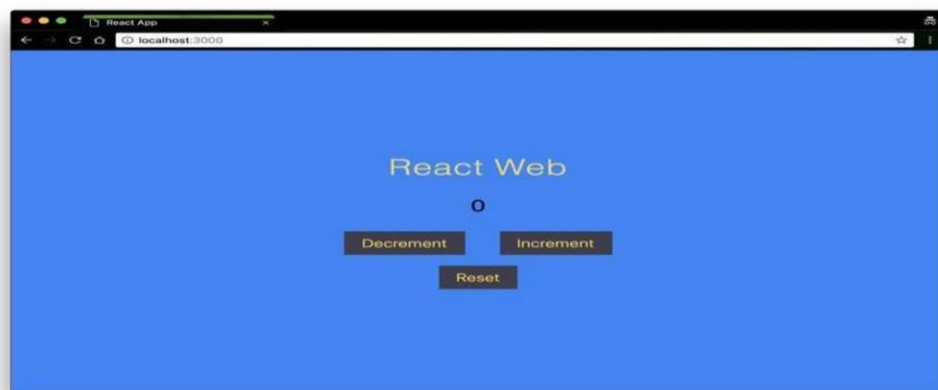 React App
localhost:3000
React Web
0
Decrement Increment
Reset